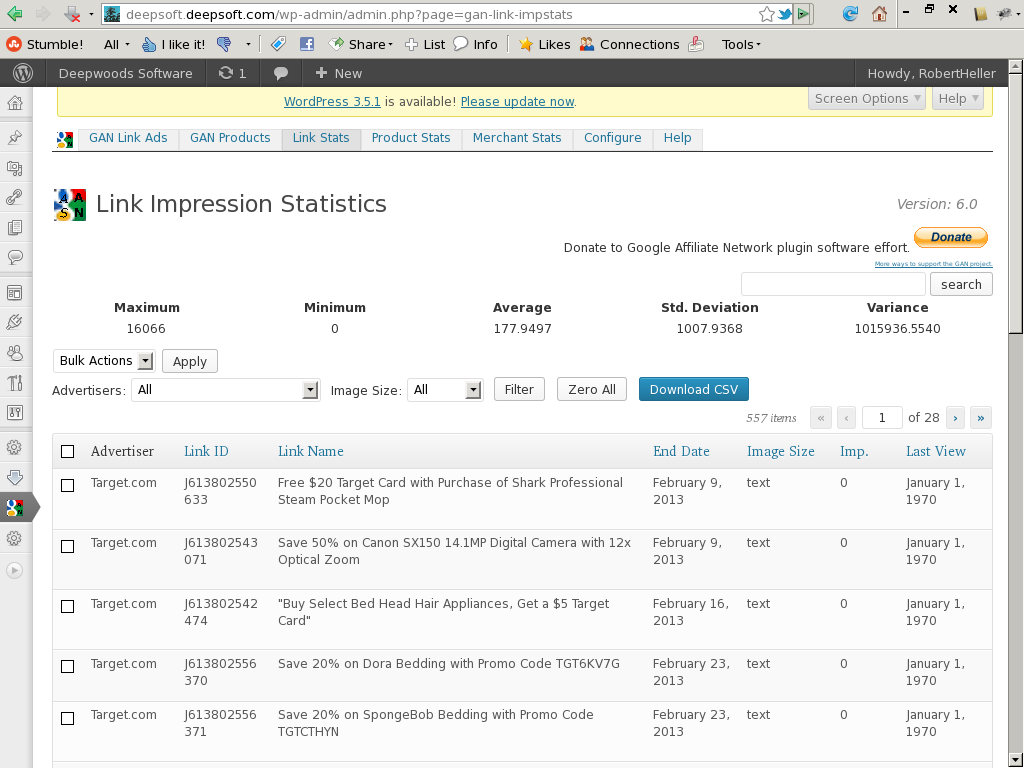 deepsoft.deepsoft.com/wp-admin/admin.php?page=gan-link-impstats
Stumble! All I like it! Share List Info Likes Connections Tools
Deepwoods Software 1 + New Howdy, RobertHeller
WordPress 3.5.1 is available! Please update now. Screen Options Help
GAN Link Ads GAN Products Link Stats Product Stats Merchant Stats Configure Help
Link Impression Statistics Version: 6.0
Donate to Google Affiliate Network plugin software effort. Donate
More ways to support the GAN project.
search
Maximum Minimum Average Std. Deviation Variance
16066 0 177.9497 1007.9368 1015936.5540
Bulk Actions Apply
Advertisers: All Image Size: All Filter Zero All Download CSV
557 items « ‹ 1 of 28 › »
Advertiser Link ID Link Name End Date Image Size Imp. Last View
Target.com J613802550 Free $20 Target Card with Purchase of Shark Professional February 9, text 0 January 1,
633 Steam Pocket Mop 2013 1970
Target.com J613802543 Save 50% on Canon SX150 14.1MP Digital Camera with 12x February 9, text 0 January 1,
071 Optical Zoom 2013 1970
Target.com J613802542 "Buy Select Bed Head Hair Appliances, Get a $5 Target February 16, text 0 January 1,
474 Card" 2013 1970
Target.com J613802556 Save 20% on Dora Bedding with Promo Code TGT6KV7G February 23, text 0 January 1,
370 2013 1970
Target.com J613802556 Save 20% on SpongeBob Bedding with Promo Code February 23, text 0 January 1,
371 TGTCTHYN 2013 1970